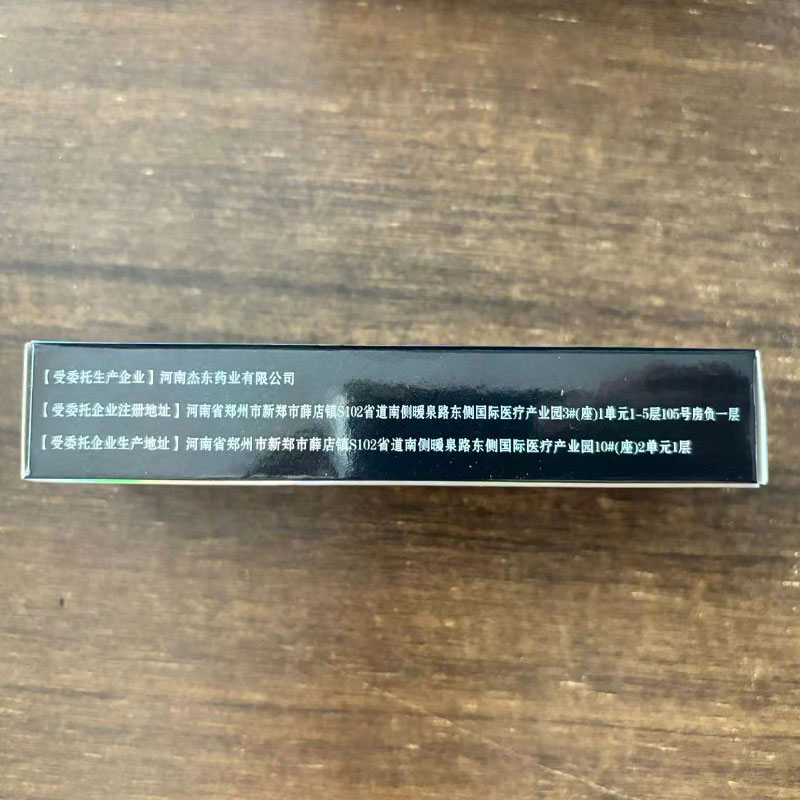 【受委托生产企业】河南杰东药业有限公司
【受委托企业注册地址】河南省郑州市新郑市薛店镇S102省道南侧暖泉路东侧国际医疗产业园3#(座)1单元1-5层105号房负一层
【受委托企业生产地址】河南省郑州市新郑市薛店镇S102省道南侧暖泉路东侧国际医疗产业园10#(座)2单元1层